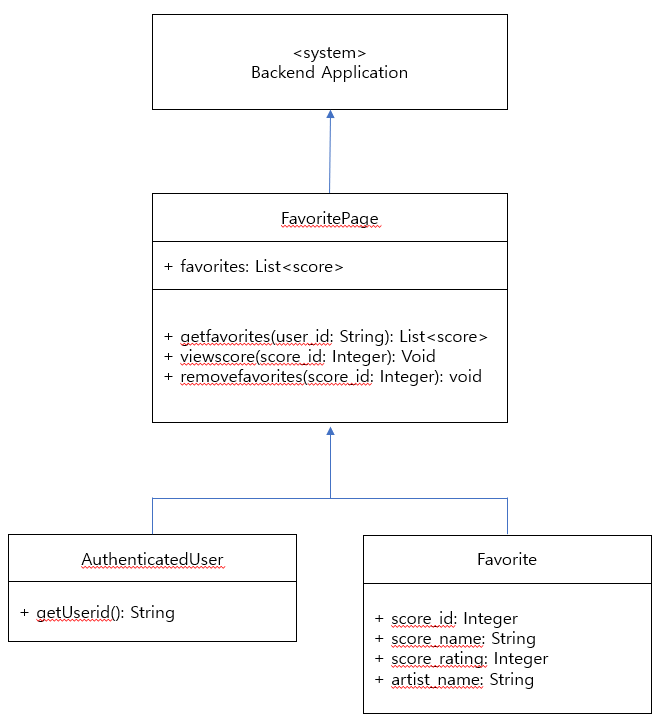 <system>
Backend Application
FavoritePage
+ favorites: List<score>
+ getfavorites(user_id: String): List<score>
+ viewscore(score_id: Integer): Void
+ removefavorites(score_id: Integer): void
AuthenticatedUser
+ getUserid(): String
Favorite
+ score_id: Integer
+ score_name: String
+ score_rating: Integer
+ artist_name: String